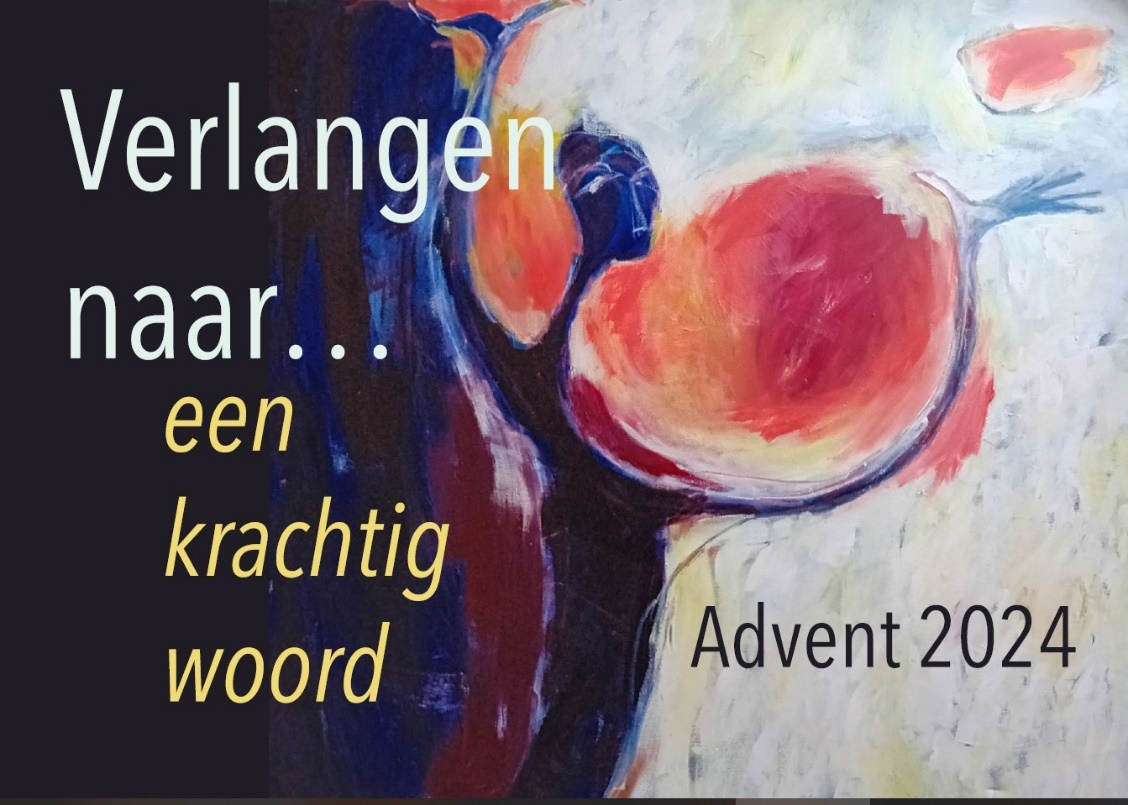 Verlangen
naar...
een
krachtig
woord
Advent 2024